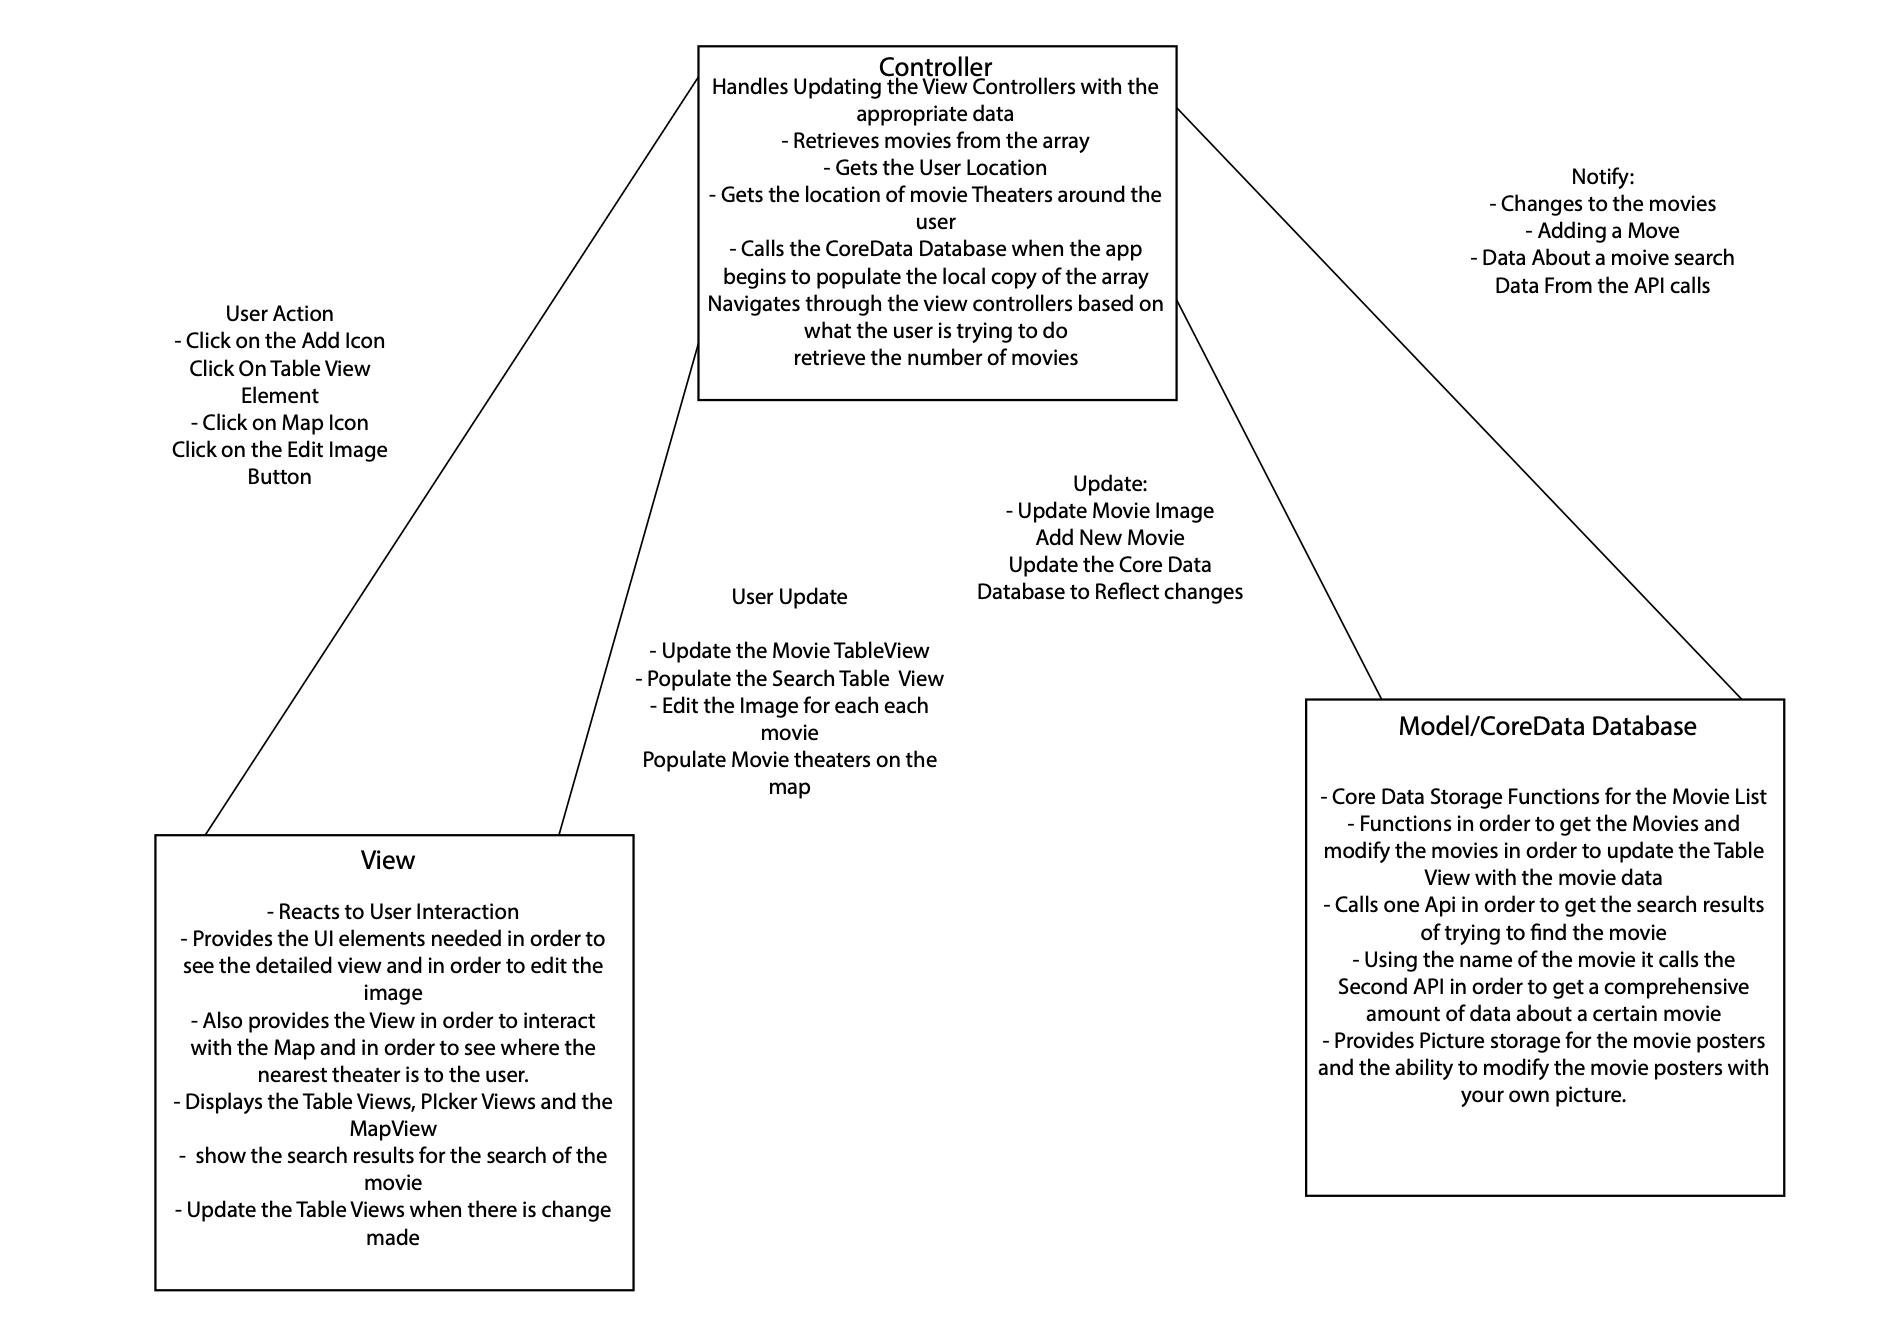 Controller
Handles Updating the View Controllers with the
appropriate data
- Retrieves movies from the array
- Gets the User Location
- Gets the location of movie Theaters around the
user
- Calls the CoreData Database when the app
begins to populate the local copy of the array
Navigates through the view controllers based on
what the user is trying to do
retrieve the number of movies
Notify:
- Changes to the movies
- Adding a Move
- Data About a moive search
Data From the API calls
User Action
- Click on the Add Icon
Click On Table View
Element
- Click on Map Icon
Click on the Edit Image
Button
Update:
- Update Movie Image
Add New Movie
Update the Core Data
Database to Reflect changes
User Update
- Update the Movie TableView
- Populate the Search Table  View
- Edit the Image for each each
movie
Populate Movie theaters on the
map
Model/CoreData Database
- Core Data Storage Functions for the Movie List
- Functions in order to get the Movies and
modify the movies in order to update the Table
View with the movie data
- Calls one Api in order to get the search results
of trying to find the movie
- Using the name of the movie it calls the
Second API in order to get a comprehensive
amount of data about a certain movie
- Provides Picture storage for the movie posters
and the ability to modify the movie posters with
your own picture.
View
- Reacts to User Interaction
- Provides the UI elements needed in order to
see the detailed view and in order to edit the
image
- Also provides the View in order to interact
with the Map and in order to see where the
nearest theater is to the user.
- Displays the Table Views, PIcker Views and the
MapView
-  show the search results for the search of the
movie
- Update the Table Views when there is change
made